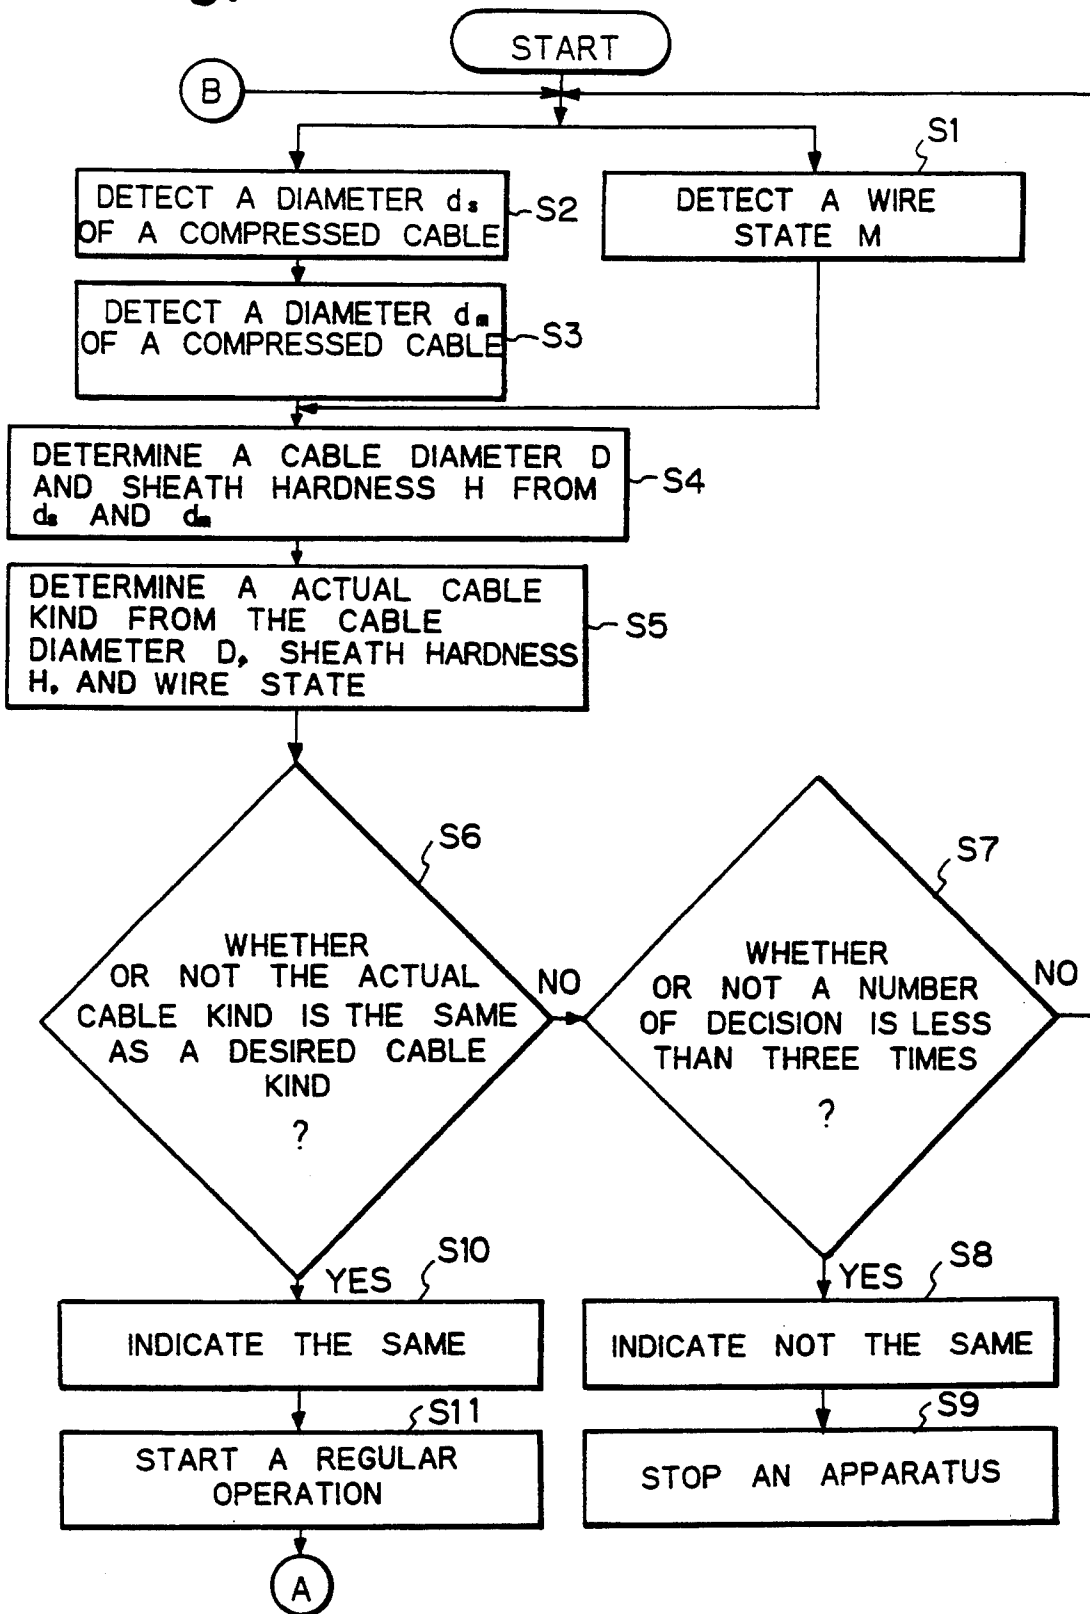 START
B
S1
DETECT A DIAMETER ds
OF A COMPRESSED CABLE
S2
DETECT A WIRE
STATE M
DETECT A DIAMETER dm
OF A COMPRESSED CABLE
S3
DETERMINE A CABLE DIAMETER D
AND SHEATH HARDNESS H FROM
ds AND dm
S4
DETERMINE A ACTUAL CABLE
KIND FROM THE CABLE
DIAMETER D, SHEATH HARDNESS
H, AND WIRE STATE
S5
S6
WHETHER
OR NOT THE ACTUAL
CABLE KIND IS THE SAME
AS A DESIRED CABLE
KIND
?
NO
S7
WHETHER
OR NOT A NUMBER
OF DECISION IS LESS
THAN THREE TIMES
?
NO
YES
S10
INDICATE THE SAME
YES
S8
INDICATE NOT THE SAME
S11
START A REGULAR
OPERATION
S9
STOP AN APPARATUS
A